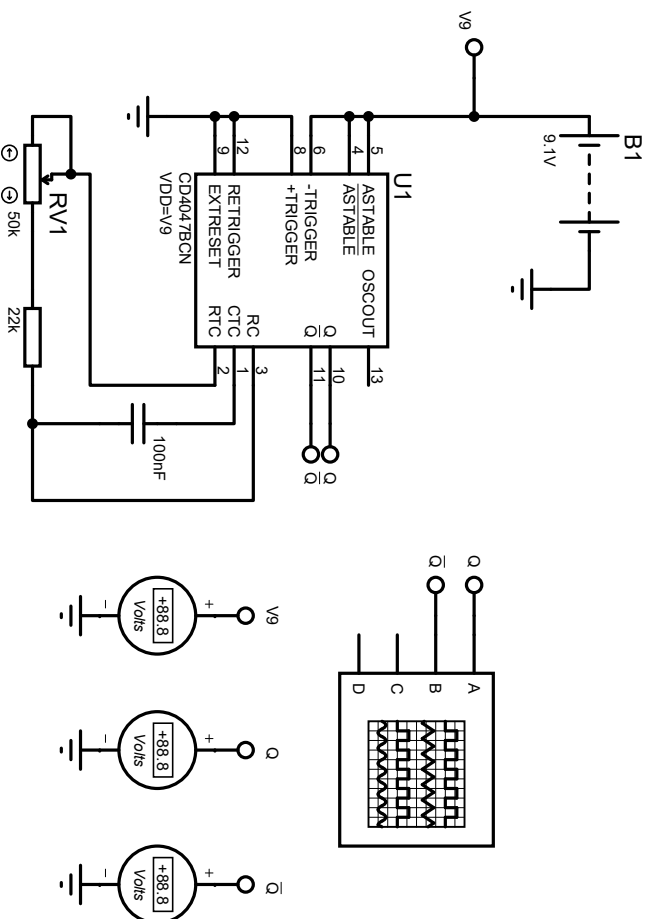 V9
B1
9.1V
U1
5
4
6
8
12
9
ASTABLE
ASTABLE
-TRIGGER
+TRIGGER
RETRIGGER
EXTRESET
OSCOUT
Q
Q̅
RC
CTC
RTC
13
10
11
3
1
2
CD4047BCN
VDD=V9
Q
Q̅
RV1
50k
22k
100nF
Q
Q̅
A
B
C
D
V9
+
+88.8
Volts
−
Q
+
+88.8
Volts
−
Q̅
+
+88.8
Volts
−